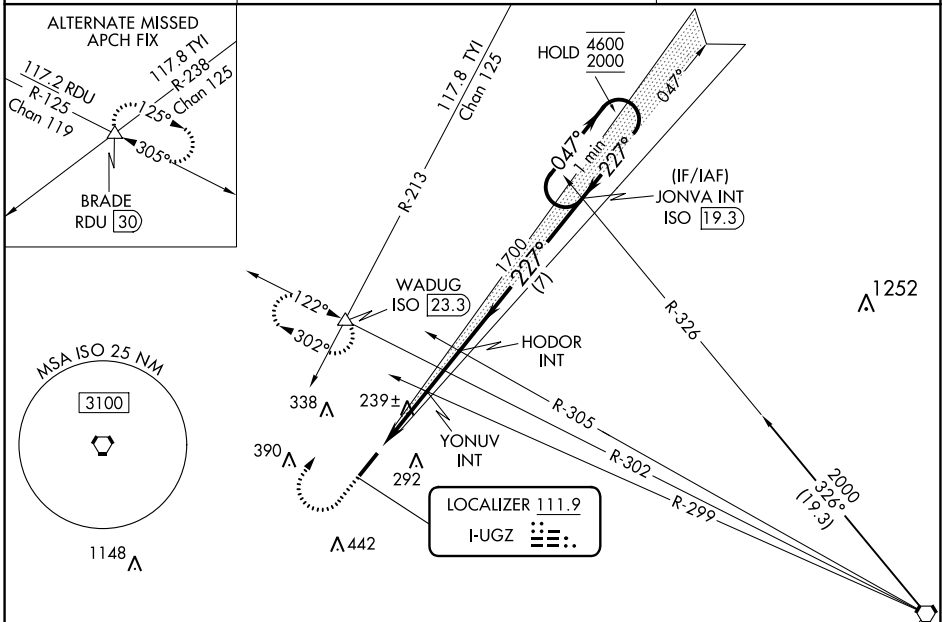 ALTERNATE MISSED
APCH FIX
117.2 RDU
R-125
Chan 119
117.8 TYI
R-238
Chan 125
125°
305°
BRADE
RDU 30
117.8 TYI
Chan 125
R-213
HOLD 4600
2000
047°
047°
1 min
227°
(IF/IAF)
JONVA INT
ISO 19.3
1700
227°
(7)
1252
WADUG
ISO 23.3
122°
302°
HODOR
INT
R-326
MSA ISO 25 NM
3100
338
239±
R-305
R-302
R-299
390
YONUV
INT
292
2000
326°
(19.3)
LOCALIZER 111.9
I-UGZ
442
1148